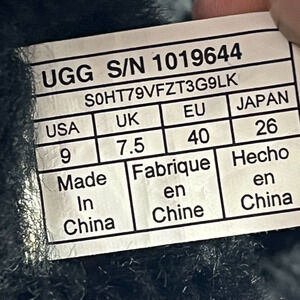 UGG S/N 1019644
S0HT79VFZT3G9LK
USA UK EU JAPAN
9 7.5 40 26
Made Fabrique Hecho
In en en
China Chine China